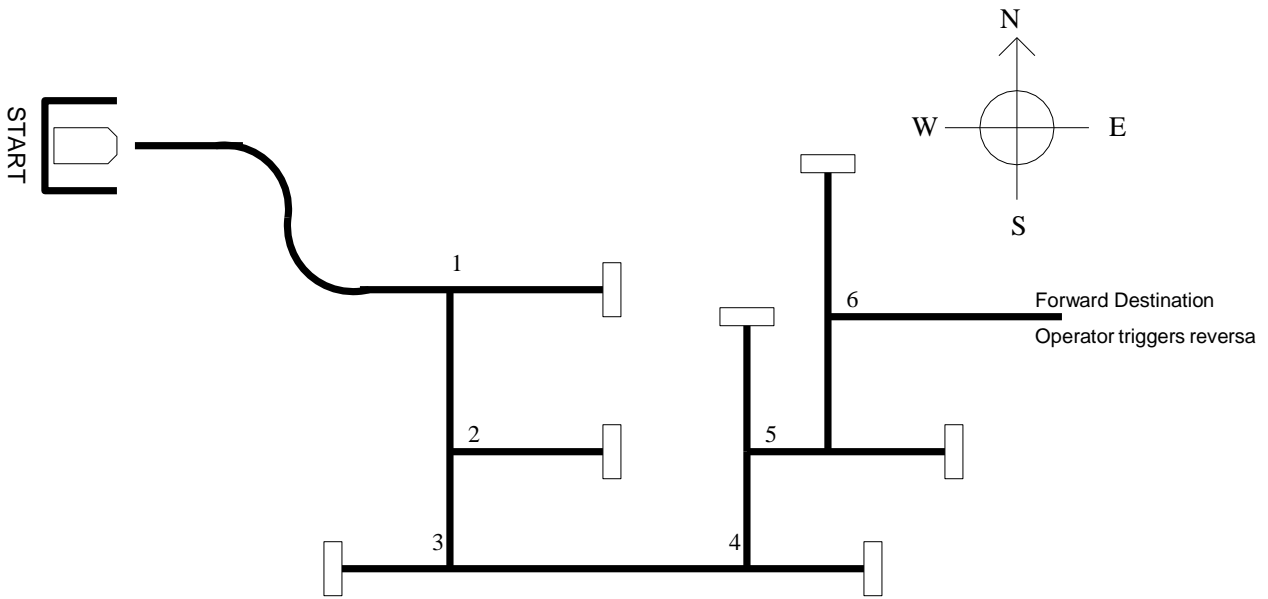 N
START
W
E
S
1
6
Forward Destination
Operator triggers reversa
2
5
3
4